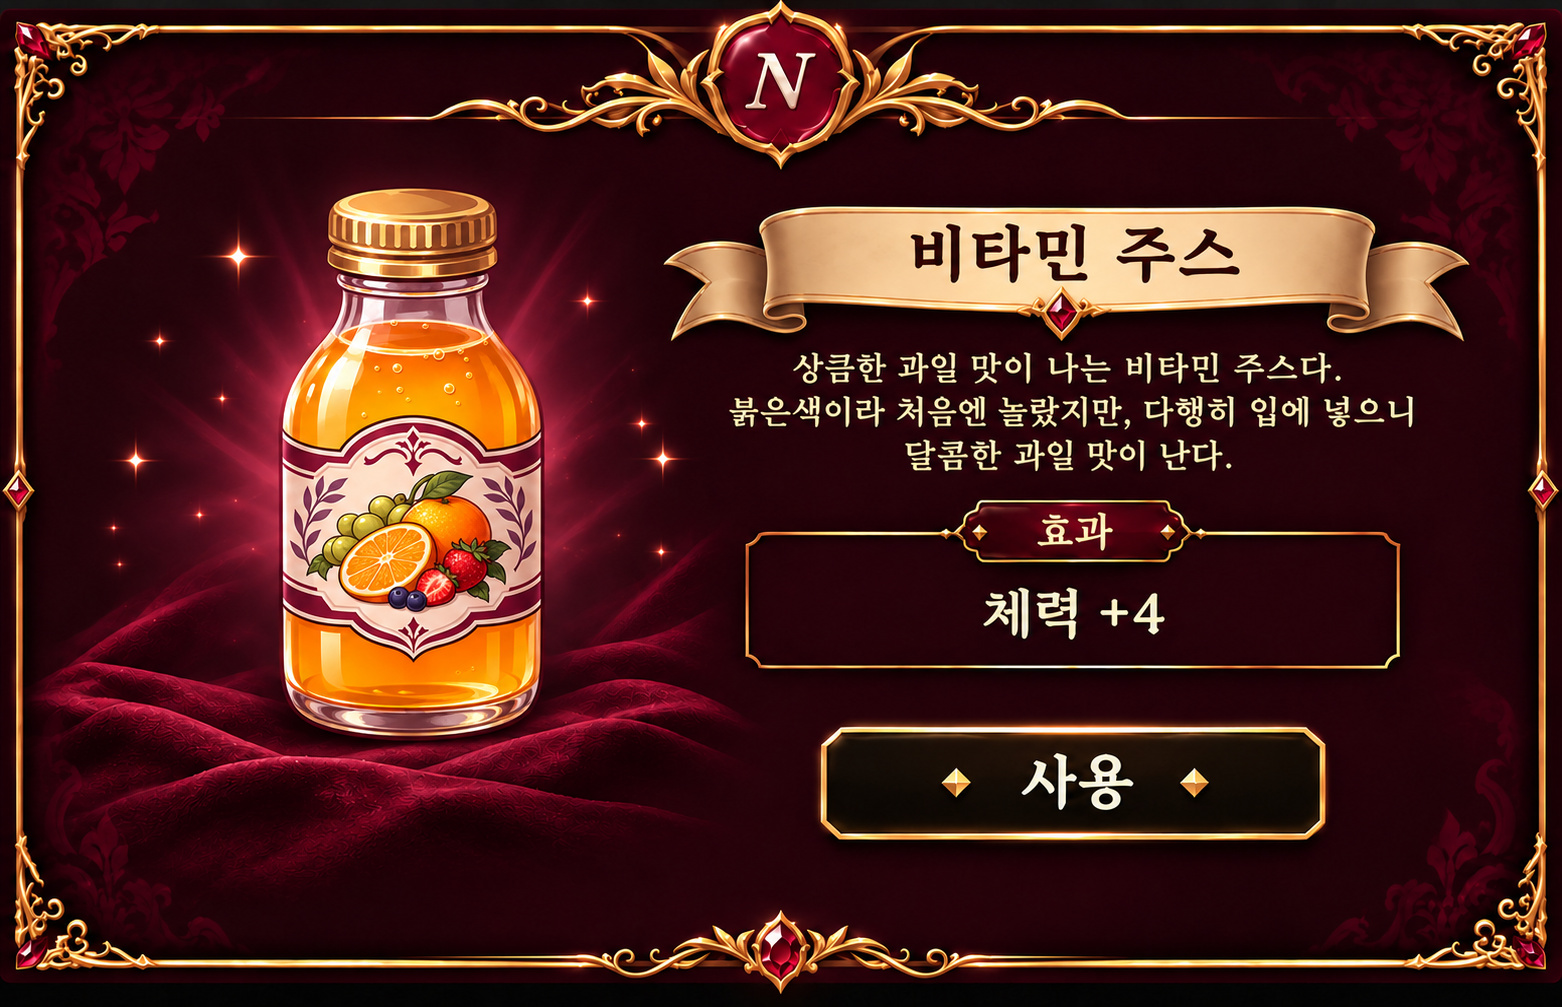 N
비타민 주스
상큼한 과일 맛이 나는 비타민 주스다.
붉은색이라 처음엔 놀랐지만, 다행히 입에 넣으니
달콤한 과일 맛이 난다.
효과
체력 +4
사용